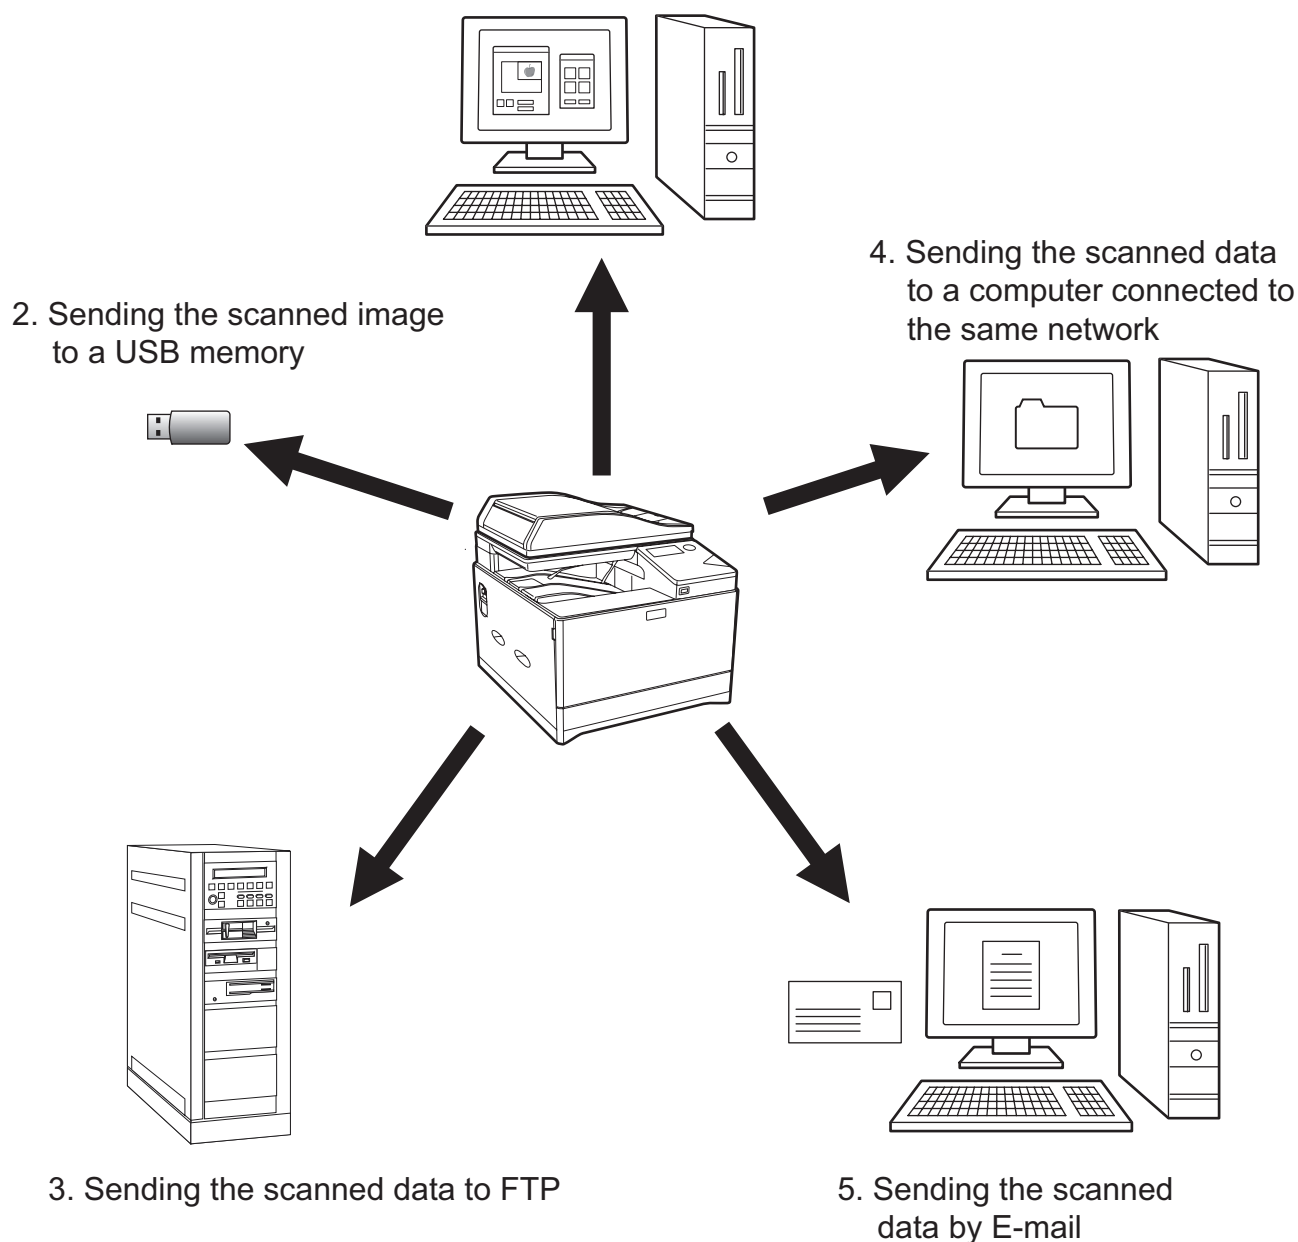 2. Sending the scanned image
to a USB memory
4. Sending the scanned data
to a computer connected to
the same network
3. Sending the scanned data to FTP
5. Sending the scanned
data by E-mail